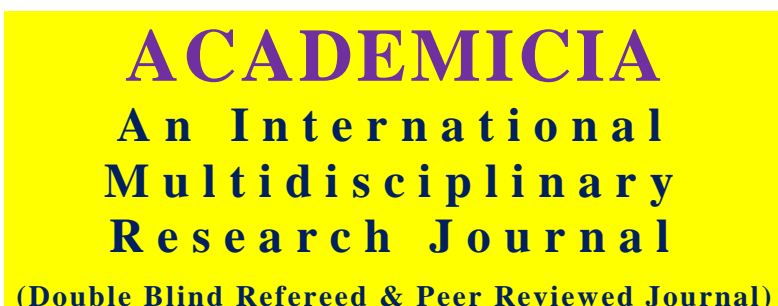 ACADEMICIA
An International
Multidisciplinary
Research Journal
(Double Blind Refereed & Peer Reviewed Journal)